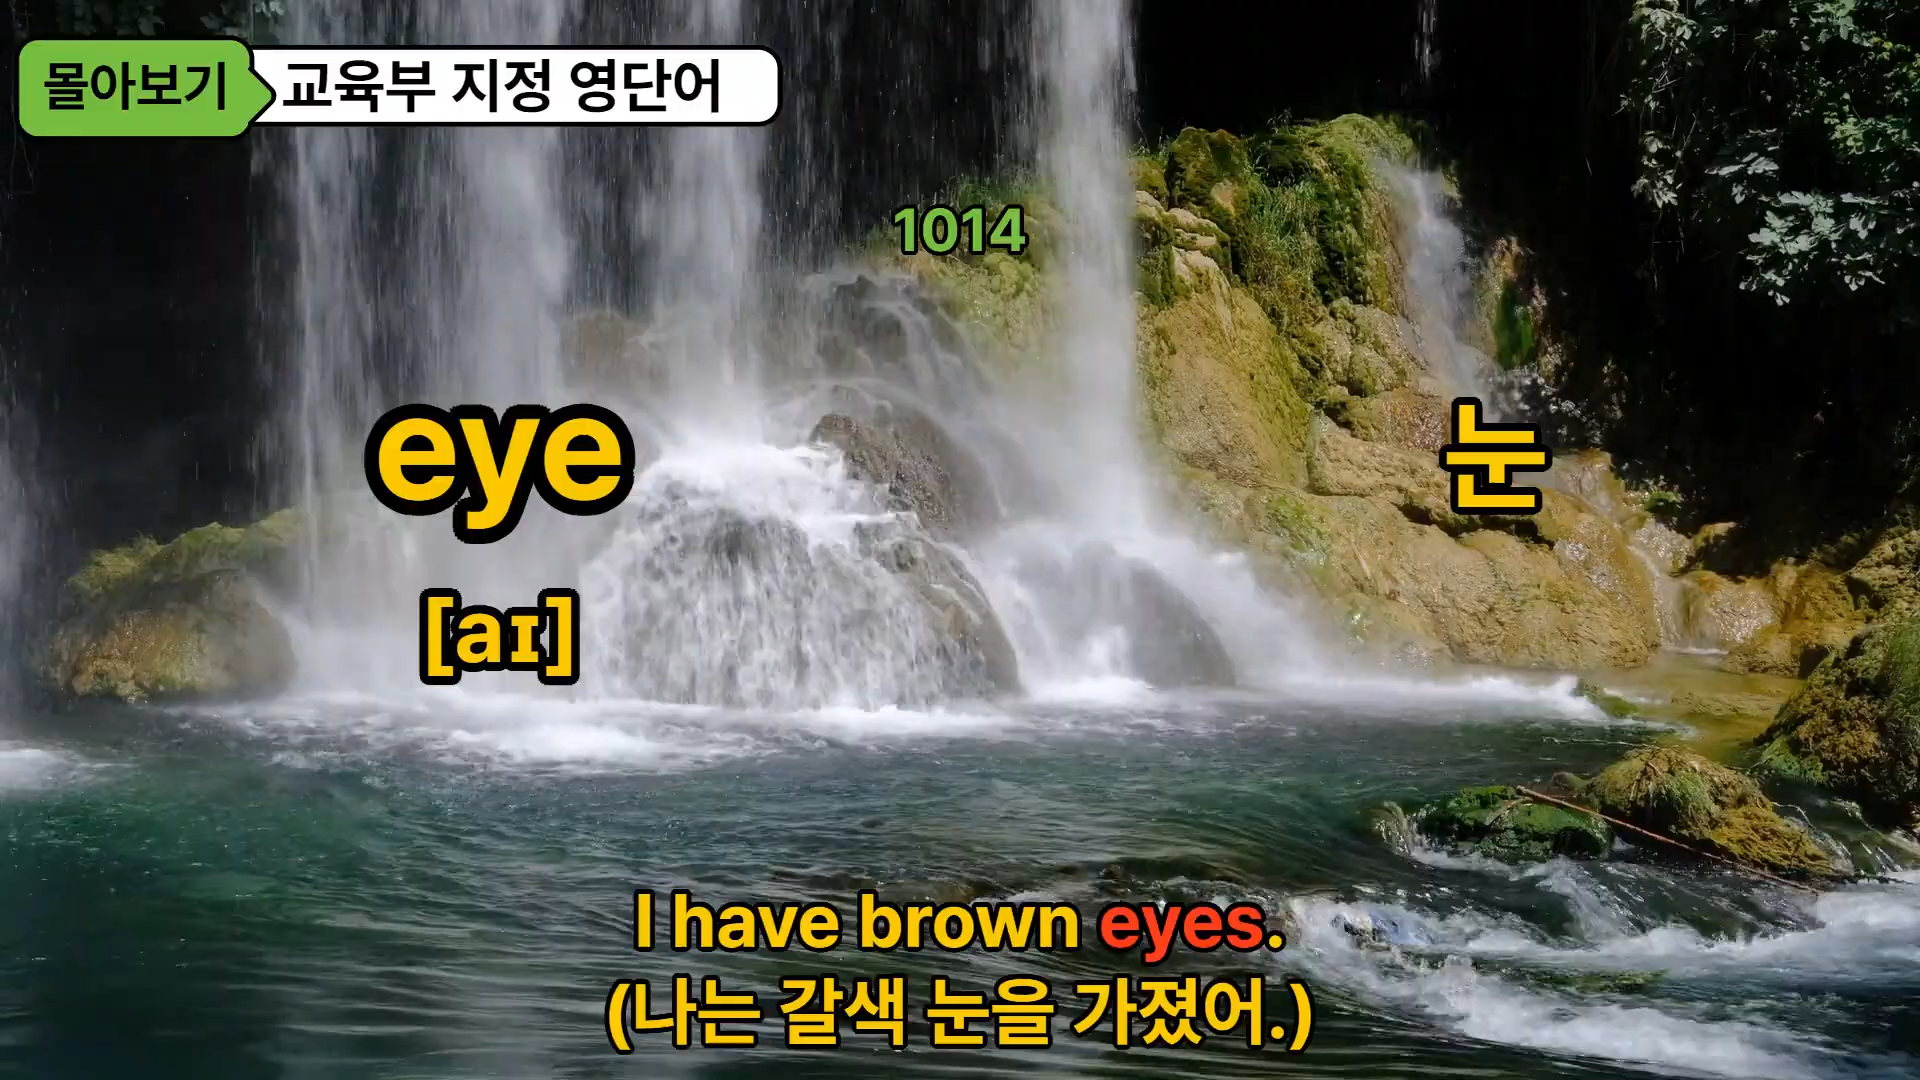 몰아보기 교육부 지정 영단어
1014
eye 눈
[aɪ]
I have brown eyes.
(나는 갈색 눈을 가졌어.)